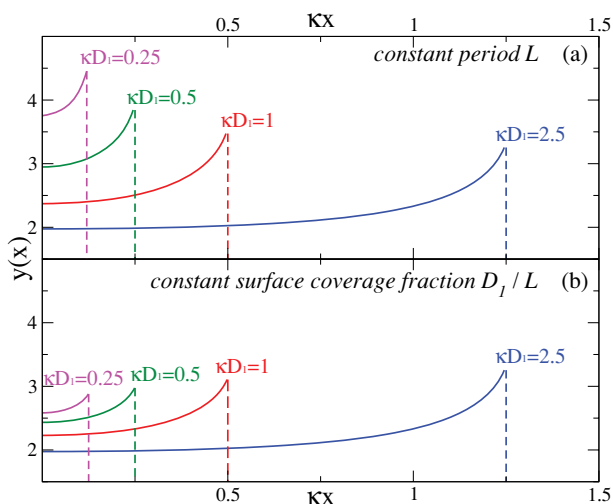 κx
0.5 1 1.5
constant period L (a)
κD₁=0.25
κD₁=0.5
κD₁=1
κD₁=2.5
4
3
2
y(x)
constant surface coverage fraction D₁ / L (b)
4
3
2
κD₁=0.25
κD₁=0.5
κD₁=1
κD₁=2.5
0.5 1 1.5
κx